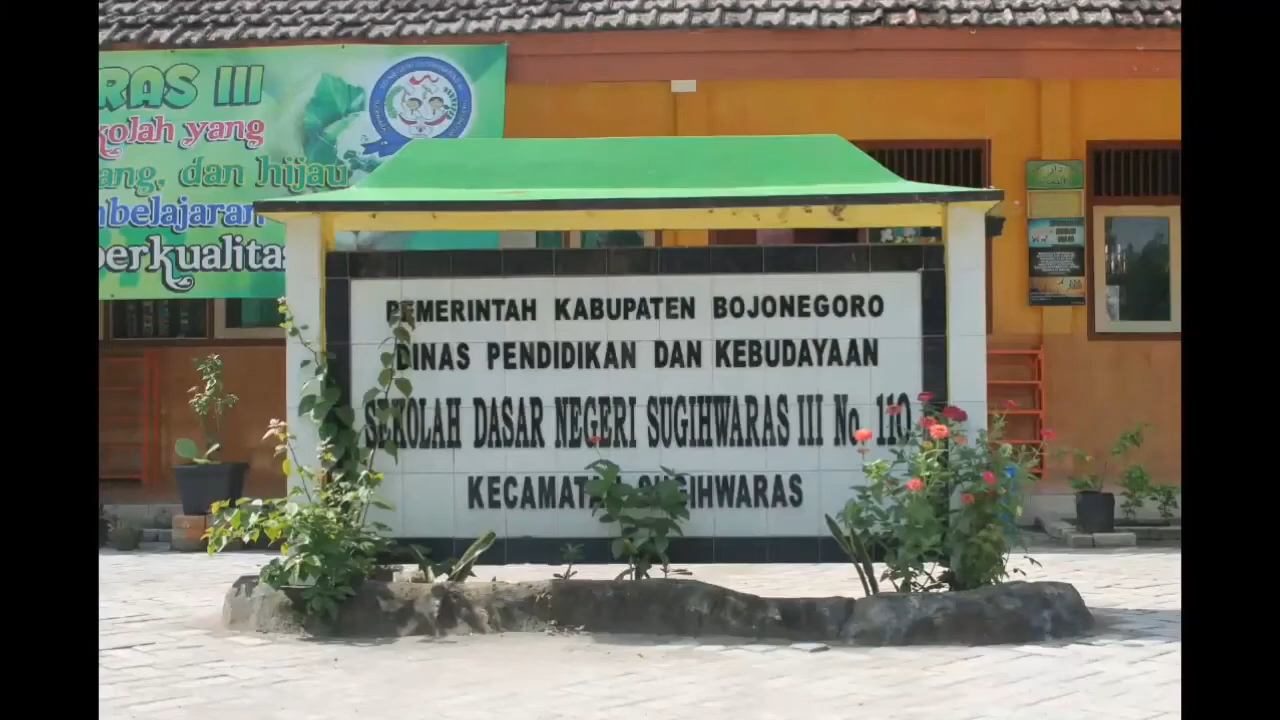 RAS III
kolah yang
ang, dan hijau
belajaran
berkualitas
PEMERINTAH KABUPATEN BOJONEGORO
DINAS PENDIDIKAN DAN KEBUDAYAAN
SEKOLAH DASAR NEGERI SUGIHWARAS III No. 110
KECAMATAN SUGIHWARAS